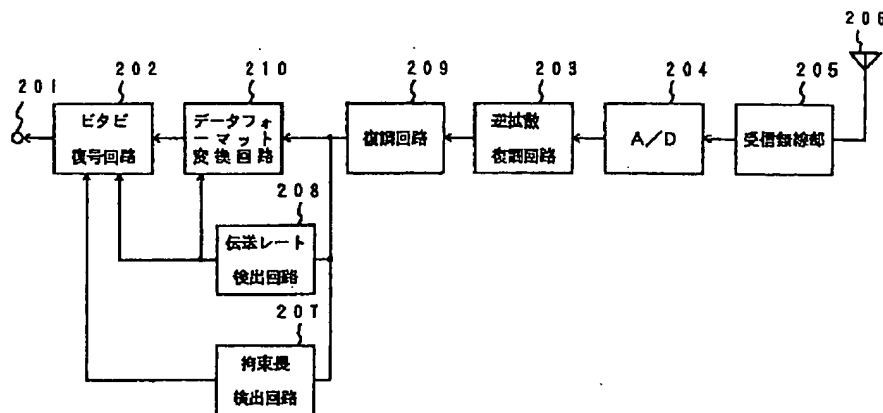 206
202
210
209
203
204
205
201
ビタビ
復号回路
データフォ
ーマット
変換回路
復調回路
逆拡散
復調回路
A/D
受信無線部
208
伝送レート
検出回路
207
拘束長
検出回路